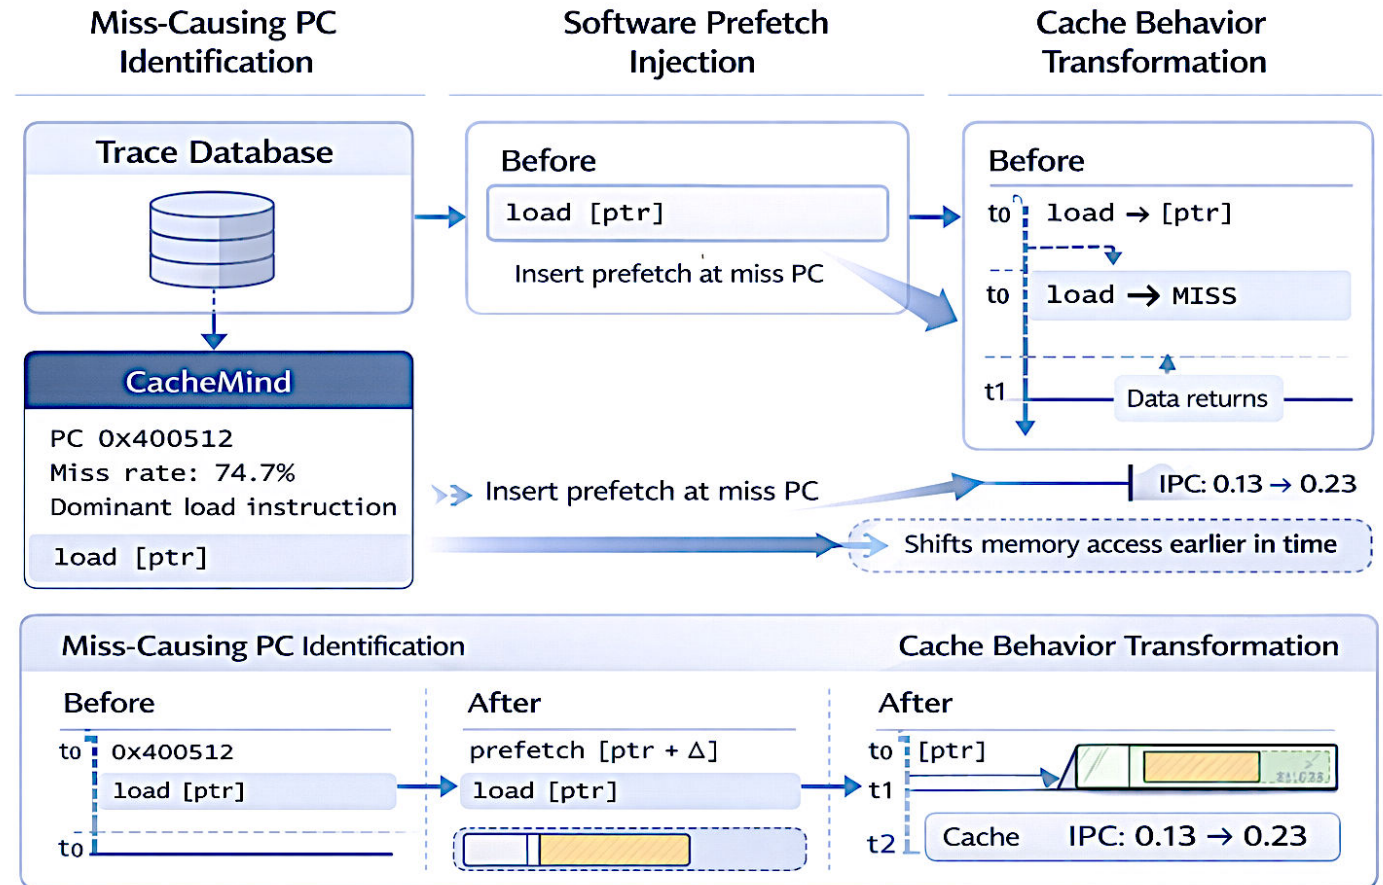 Miss-Causing PC
Identification
Software Prefetch
Injection
Cache Behavior
Transformation
Trace Database
CacheMind
PC 0x400512
Miss rate: 74.7%
Dominant load instruction
load [ptr]
Before
load [ptr]
Insert prefetch at miss PC
Before
t0 load → [ptr]
t0 load → MISS
t1 Data returns
Insert prefetch at miss PC
IPC: 0.13 → 0.23
Shifts memory access earlier in time
Miss-Causing PC Identification
Cache Behavior Transformation
Before
t0 0x400512
load [ptr]
t0
After
prefetch [ptr + Δ]
load [ptr]
After
t0 [ptr]
t1
t2 Cache IPC: 0.13 → 0.23